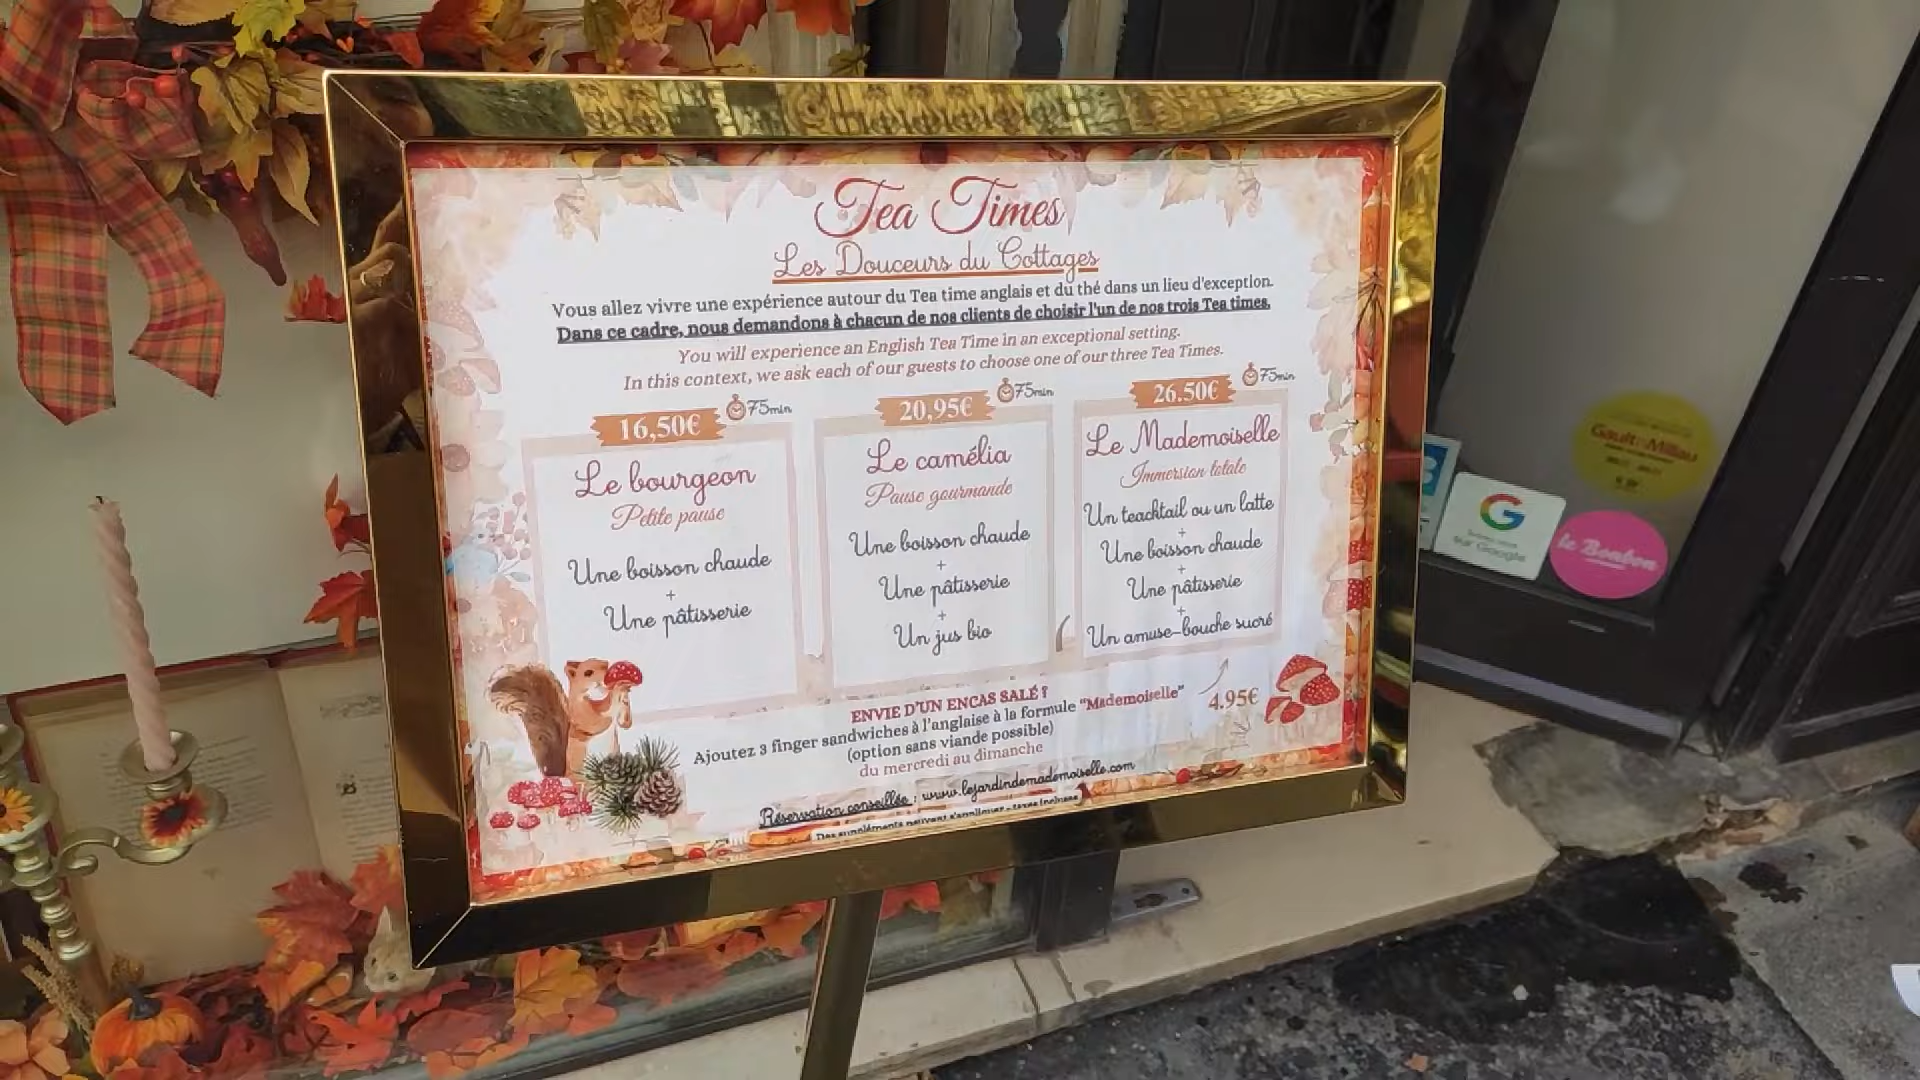 Tea Times
Les Douceurs du Cottages
Vous allez vivre une expérience autour du Tea time anglais et du thé dans un lieu d'exception.
Dans ce cadre, nous demandons à chacun de nos clients de choisir l'un de nos trois Tea times.
You will experience an English Tea Time in an exceptional setting.
In this context, we ask each of our guests to choose one of our three Tea Times.
16,50€ 75min
Le bourgeon
Petite pause
Une boisson chaude
+
Une pâtisserie
20,95€ 75min
Le camélia
Pause gourmande
Une boisson chaude
+
Une pâtisserie
+
Un jus bio
26.50€ 75min
Le Mademoiselle
Immersion totale
Un teacktail ou un latte
+
Une boisson chaude
+
Une pâtisserie
+
Un amuse-bouche sucré
ENVIE D'UN ENCAS SALÉ ?
Ajoutez 3 finger sandwiches à l'anglaise à la formule "Mademoiselle" 4.95€
(option sans viande possible)
du mercredi au dimanche
Réservation conseillée : www.lejardindemademoiselle.com
Des suppléments peuvent s'appliquer - taxes incluses
Gault&Millau
G
sur Google
le Bonbon